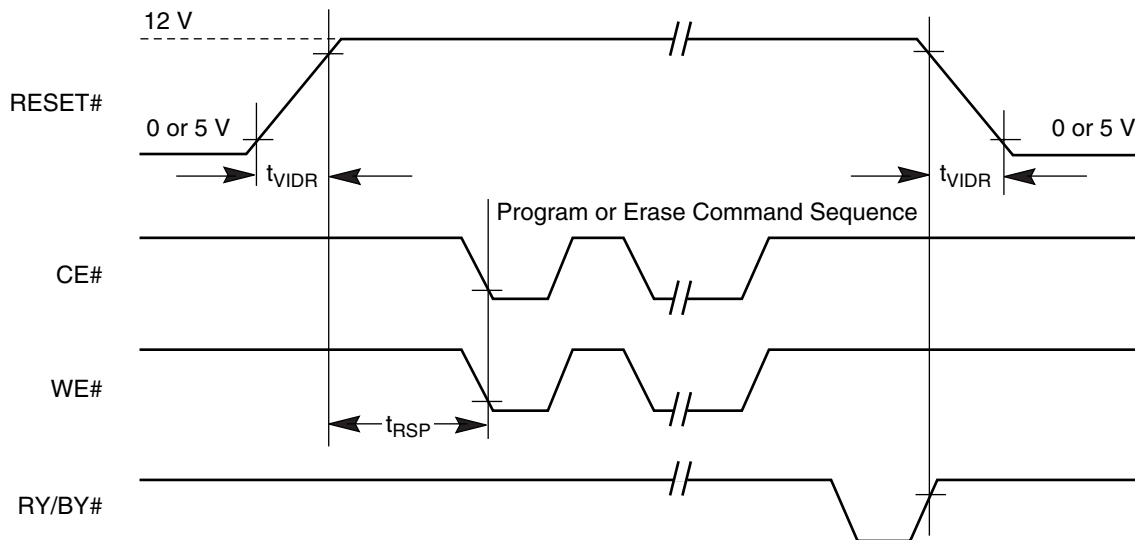 12 V
RESET#
0 or 5 V
0 or 5 V
tVIDR
tVIDR
Program or Erase Command Sequence
CE#
WE#
tRSP
RY/BY#